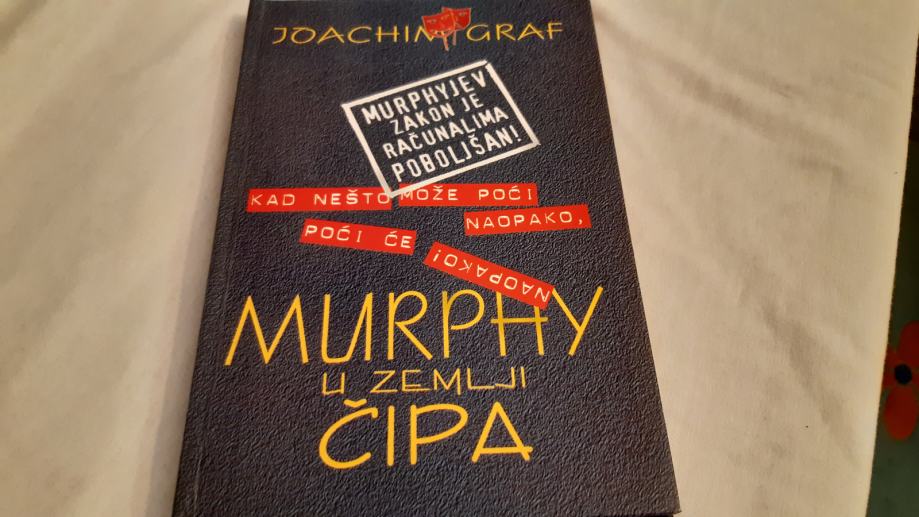 JOACHIM GRAF
MURPHYJEV
ZAKON JE
RAČUNALIMA
POBOLJŠAN!
KAD NEŠTO MOŽE POĆI
NAOPAKO,
POĆI ĆE
NAOPAKO!
MURPHY
U ZEMLJI
ČIPA